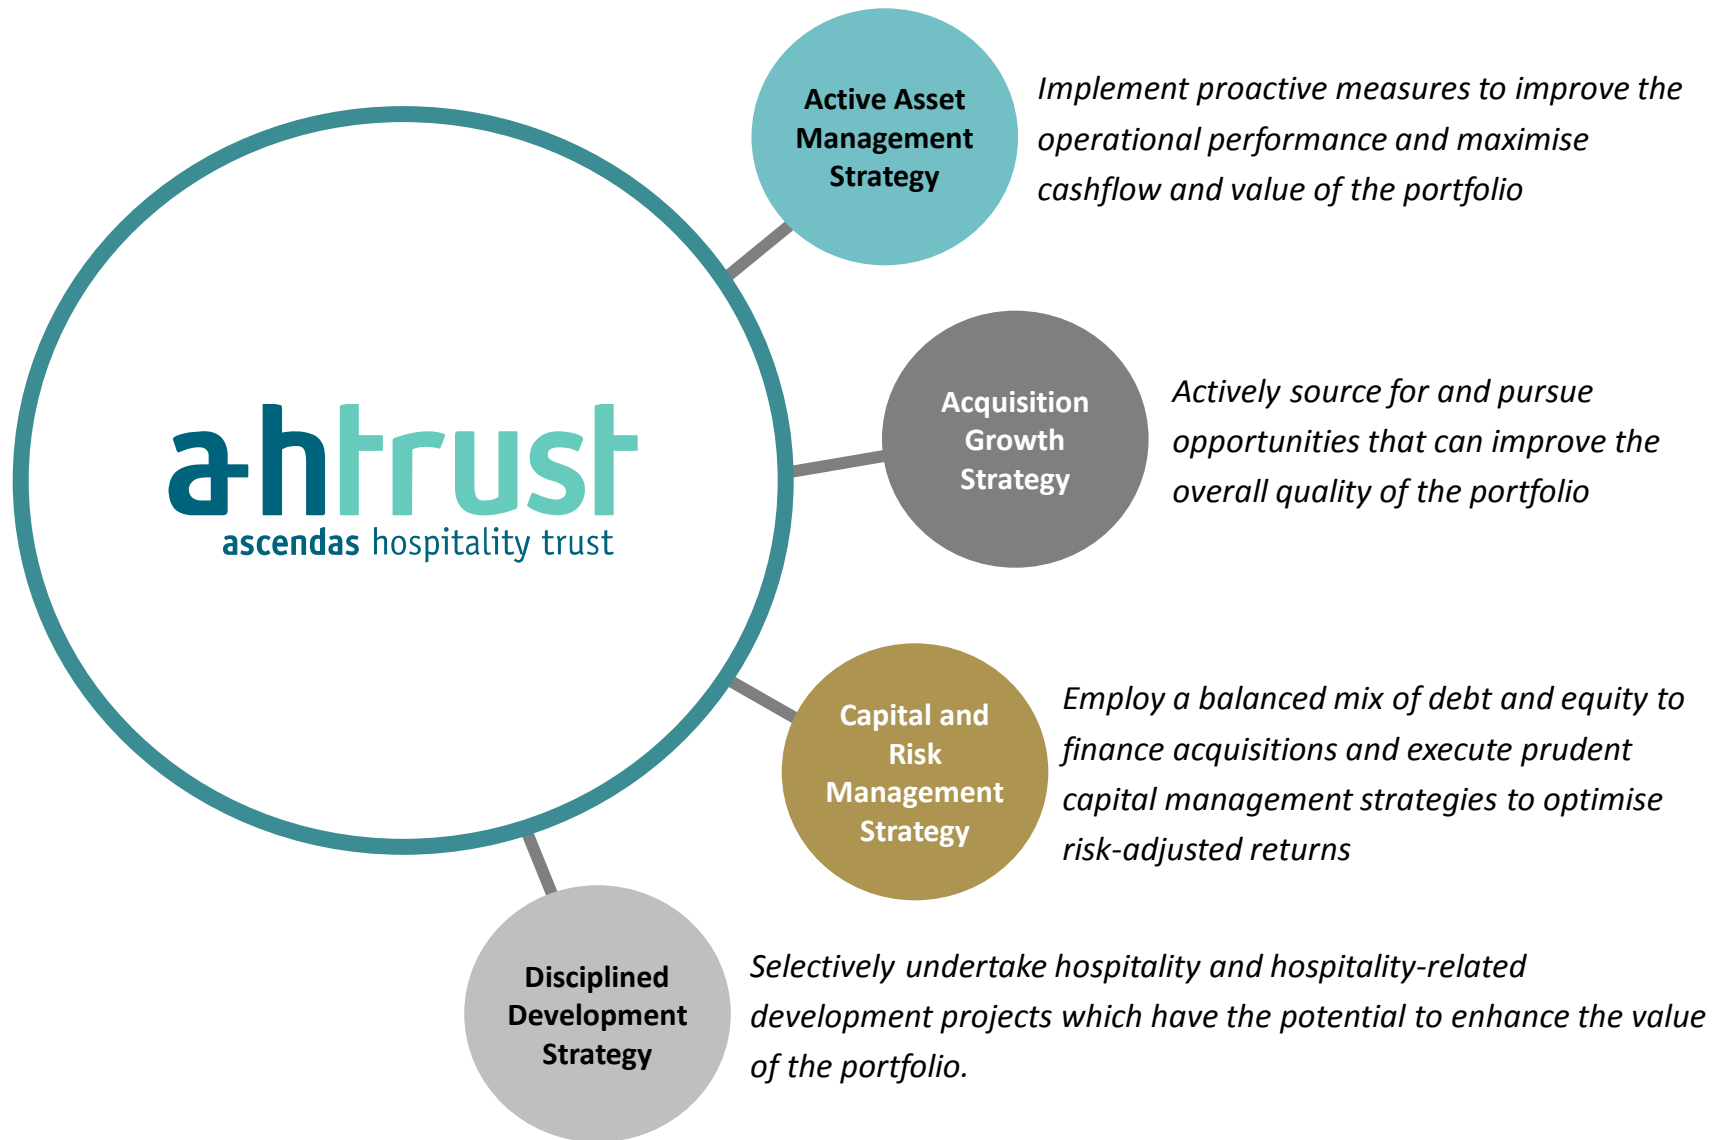 Active Asset
Management
Strategy
Implement proactive measures to improve the
operational performance and maximise
cashflow and value of the portfolio
a-htrust
ascendas hospitality trust
Acquisition
Growth
Strategy
Actively source for and pursue
opportunities that can improve the
overall quality of the portfolio
Capital and
Risk
Management
Strategy
Employ a balanced mix of debt and equity to
finance acquisitions and execute prudent
capital management strategies to optimise
risk-adjusted returns
Disciplined
Development
Strategy
Selectively undertake hospitality and hospitality-related
development projects which have the potential to enhance the value
of the portfolio.